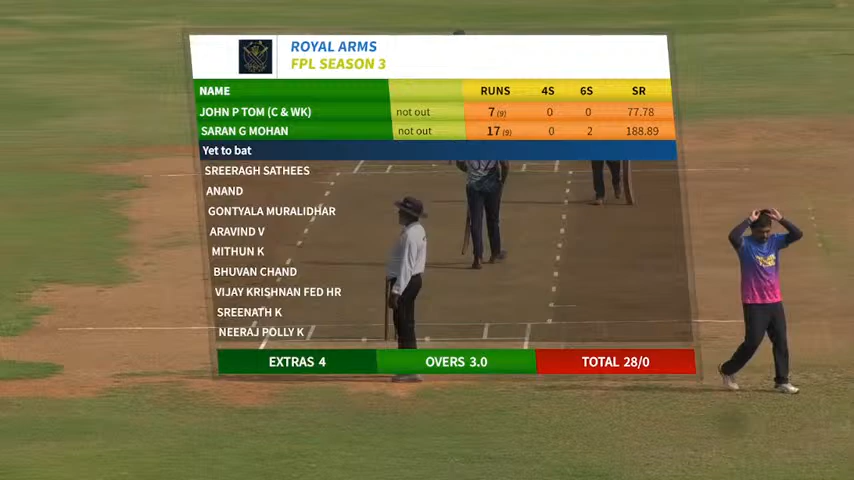 ROYAL ARMS
FPL SEASON 3
NAME RUNS 4S 6S SR
JOHN P TOM (C & WK) not out 7 (9) 0 0 77.78
SARAN G MOHAN not out 17 (9) 0 2 188.89
Yet to bat
SREERAGH SATHEES
ANAND
GONTYALA MURALIDHAR
ARAVIND V
MITHUN K
BHUVAN CHAND
VIJAY KRISHNAN FED HR
SREENATH K
NEERAJ POLLY K
EXTRAS 4 OVERS 3.0 TOTAL 28/0